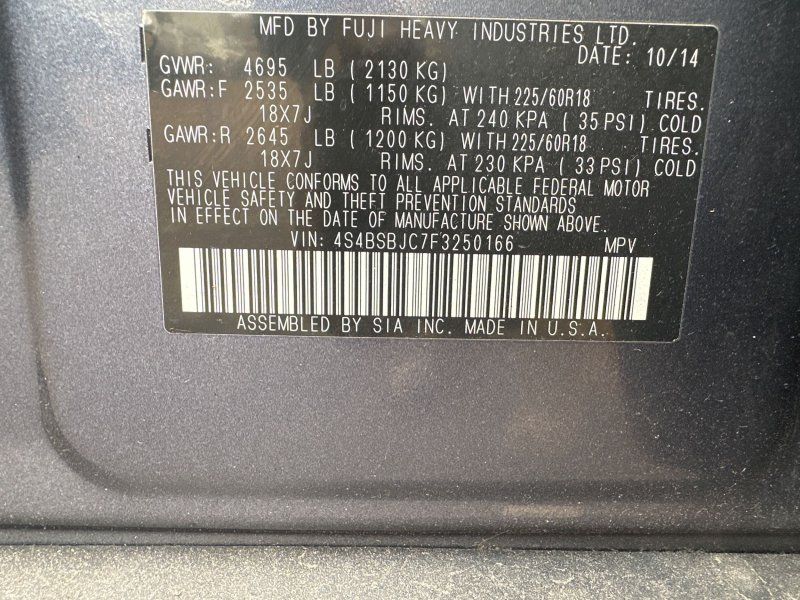 MFD BY FUJI HEAVY INDUSTRIES LTD.
DATE: 10/14
GVWR: 4695 LB ( 2130 KG)
GAWR:F 2535 LB ( 1150 KG) WITH 225/60R18 TIRES.
18X7J RIMS. AT 240 KPA ( 35 PSI) COLD
GAWR:R 2645 LB ( 1200 KG) WITH 225/60R18 TIRES.
18X7J RIMS. AT 230 KPA ( 33 PSI) COLD
THIS VEHICLE CONFORMS TO ALL APPLICABLE FEDERAL MOTOR
VEHICLE SAFETY AND THEFT PREVENTION STANDARDS
IN EFFECT ON THE DATE OF MANUFACTURE SHOWN ABOVE.
VIN: 4S4BSBJC7F3250166 MPV
ASSEMBLED BY SIA INC. MADE IN U.S.A.